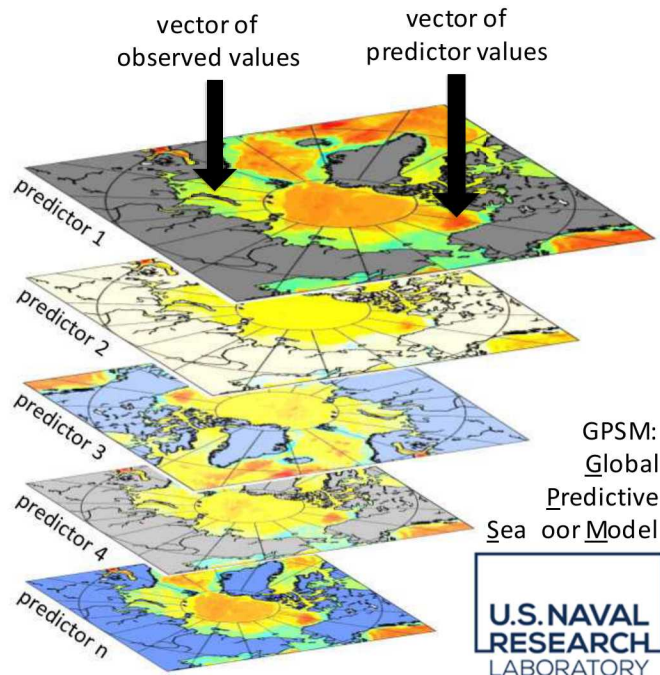 vector of
observed values
vector of
predictor values
predictor 1
predictor 2
predictor 3
predictor 4
predictor n
GPSM:
Global
Predictive
Sea oor Model
U.S. NAVAL
RESEARCH
LABORATORY